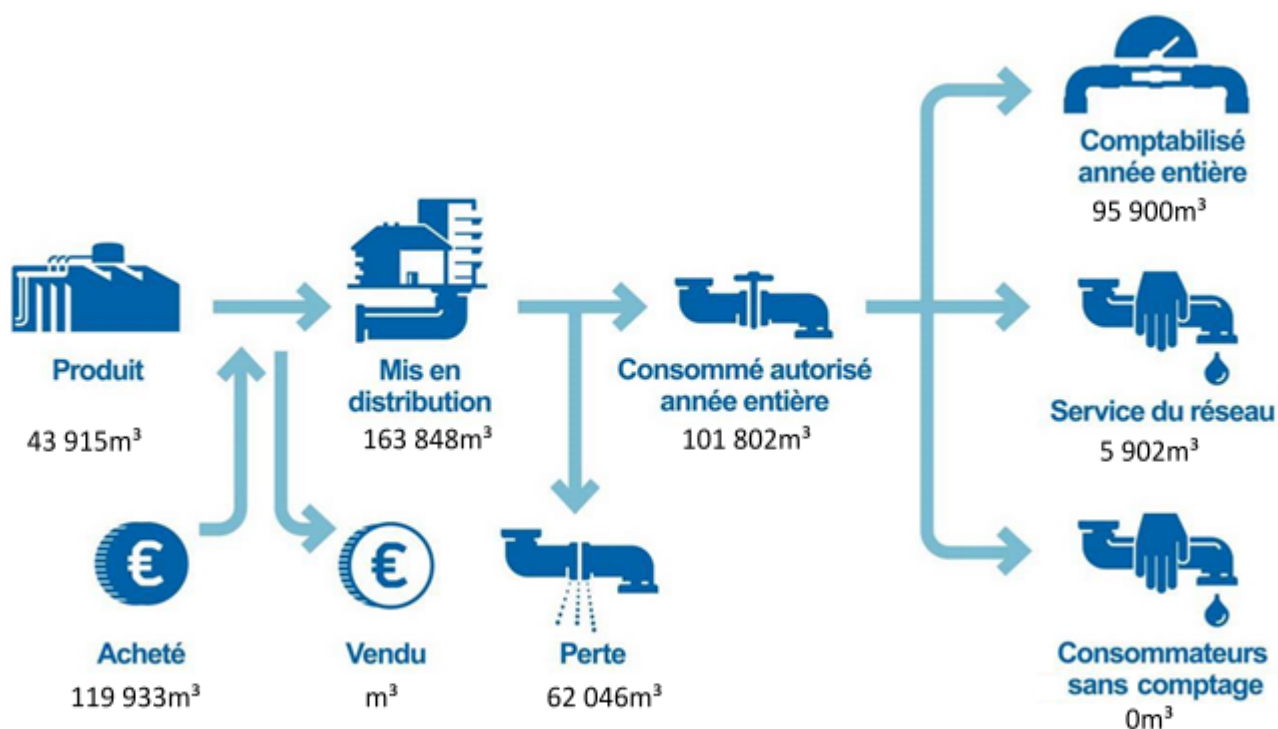 Comptabilisé
année entière
95 900m³
Produit
43 915m³
Mis en
distribution
163 848m³
Consommé autorisé
année entière
101 802m³
Service du réseau
5 902m³
€
Acheté
119 933m³
€
Vendu
m³
Perte
62 046m³
Consommateurs
sans comptage
0m³